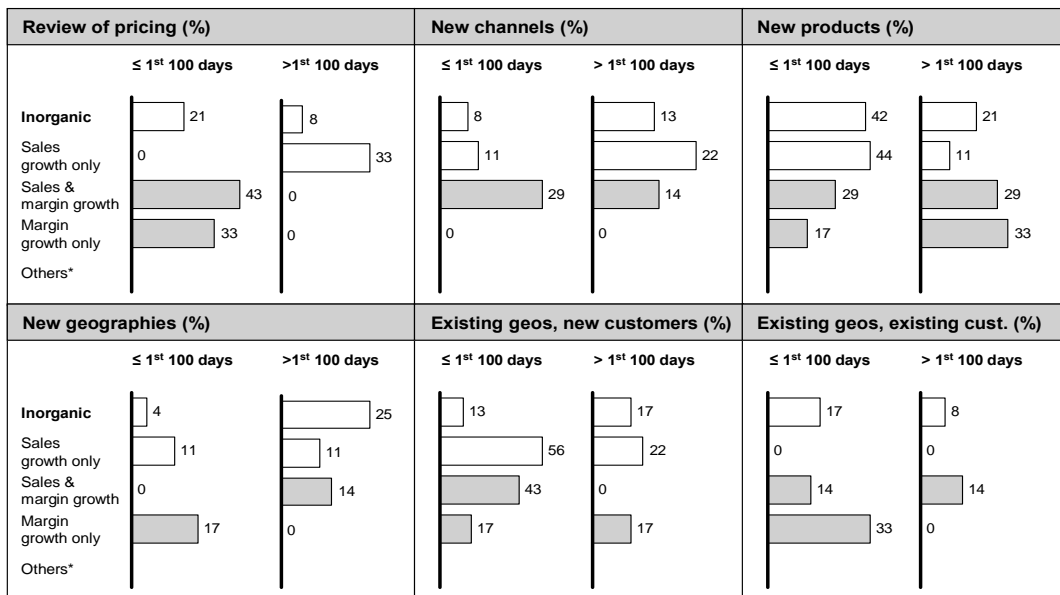 Review of pricing (%)
New channels (%)
New products (%)
≤ 1st 100 days
>1st 100 days
≤ 1st 100 days
> 1st 100 days
≤ 1st 100 days
> 1st 100 days
Inorganic
21
8
8
13
42
21
Sales
growth only
0
33
11
22
44
11
Sales &
margin growth
43
0
29
14
29
29
Margin
growth only
33
0
0
0
17
33
Others*
New geographies (%)
Existing geos, new customers (%)
Existing geos, existing cust. (%)
≤ 1st 100 days
>1st 100 days
≤ 1st 100 days
> 1st 100 days
≤ 1st 100 days
> 1st 100 days
Inorganic
4
25
13
17
17
8
Sales
growth only
11
11
56
22
0
0
Sales &
margin growth
0
14
43
0
14
14
Margin
growth only
17
0
17
17
33
0
Others*